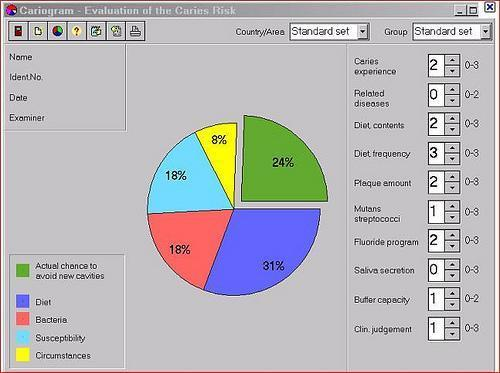 Cariogram - Evaluation of the Caries Risk
Country/Area Standard set Group Standard set
Name
Ident.No.
Date
Examiner
Caries experience 2 0-3
Related diseases 0 0-2
Diet, contents 2 0-3
Diet, frequency 3 0-3
Plaque amount 2 0-3
Mutans streptococci 1 0-3
Fluoride program 2 0-3
Saliva secretion 0 0-3
Buffer capacity 1 0-2
Clin. judgement 1 0-3
8%
24%
18%
18%
31%
Actual chance to
avoid new cavities
Diet
Bacteria
Susceptibility
Circumstances